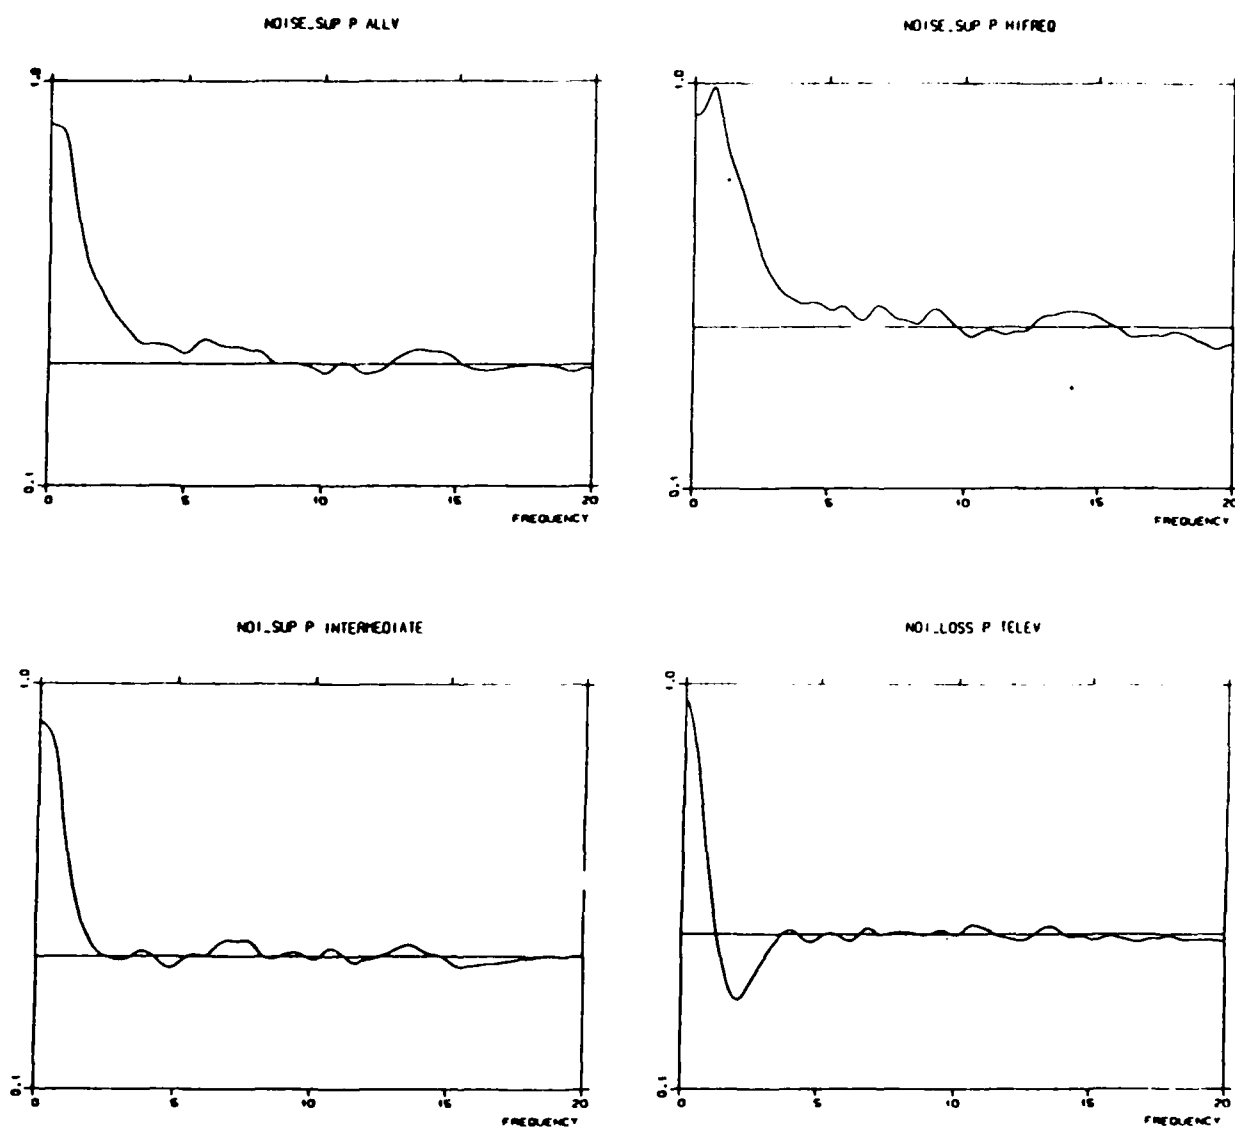 NOISE_SUP P ALLV
NOISE_SUP P HIFREQ
1.0
0.1
0 5 10 15 20
FREQUENCY
1.0
0.1
0 5 10 15 20
FREQUENCY
NOI_SUP P INTERMEDIATE
NOI_LOSS P TELEV
1.0
0.1
0 5 10 15 20
FREQUENCY
1.0
0.1
0 5 10 15 20
FREQUENCY